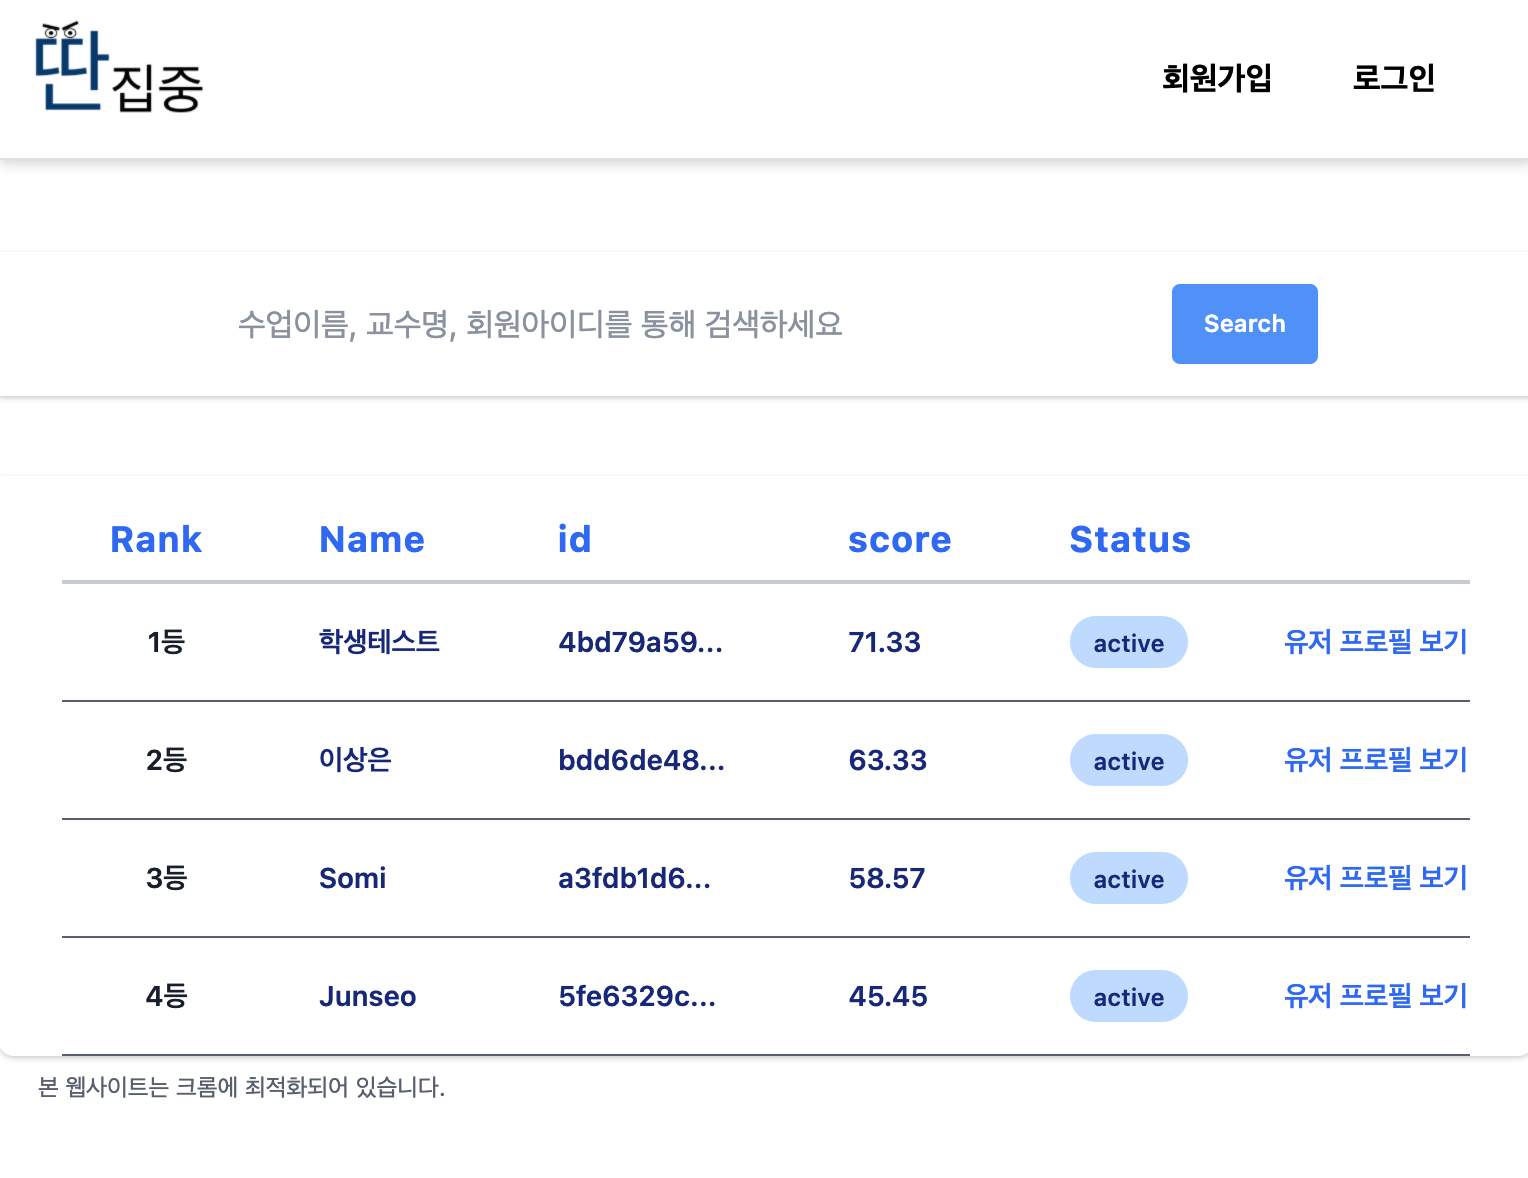 딴집중
회원가입 로그인
수업이름, 교수명, 회원아이디를 통해 검색하세요 Search
Rank Name id score Status
1등 학생테스트 4bd79a59... 71.33 active 유저 프로필 보기
2등 이상은 bdd6de48... 63.33 active 유저 프로필 보기
3등 Somi a3fdb1d6... 58.57 active 유저 프로필 보기
4등 Junseo 5fe6329c... 45.45 active 유저 프로필 보기
본 웹사이트는 크롬에 최적화되어 있습니다.